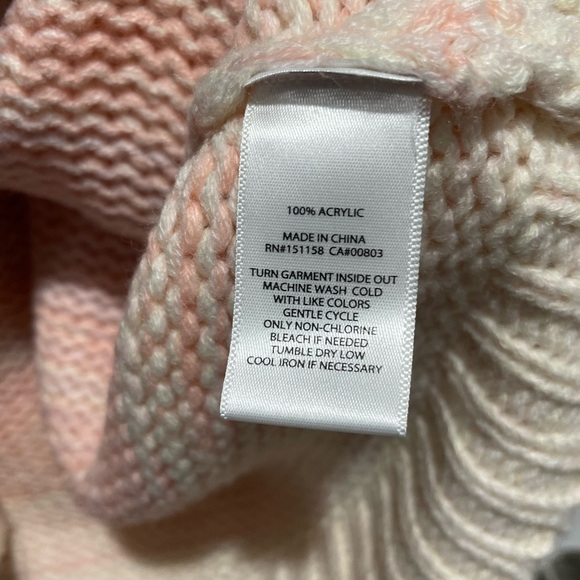 100% ACRYLIC
MADE IN CHINA
RN#151158 CA#00803
TURN GARMENT INSIDE OUT
MACHINE WASH COLD
WITH LIKE COLORS
GENTLE CYCLE
ONLY NON-CHLORINE
BLEACH IF NEEDED
TUMBLE DRY LOW
COOL IRON IF NECESSARY